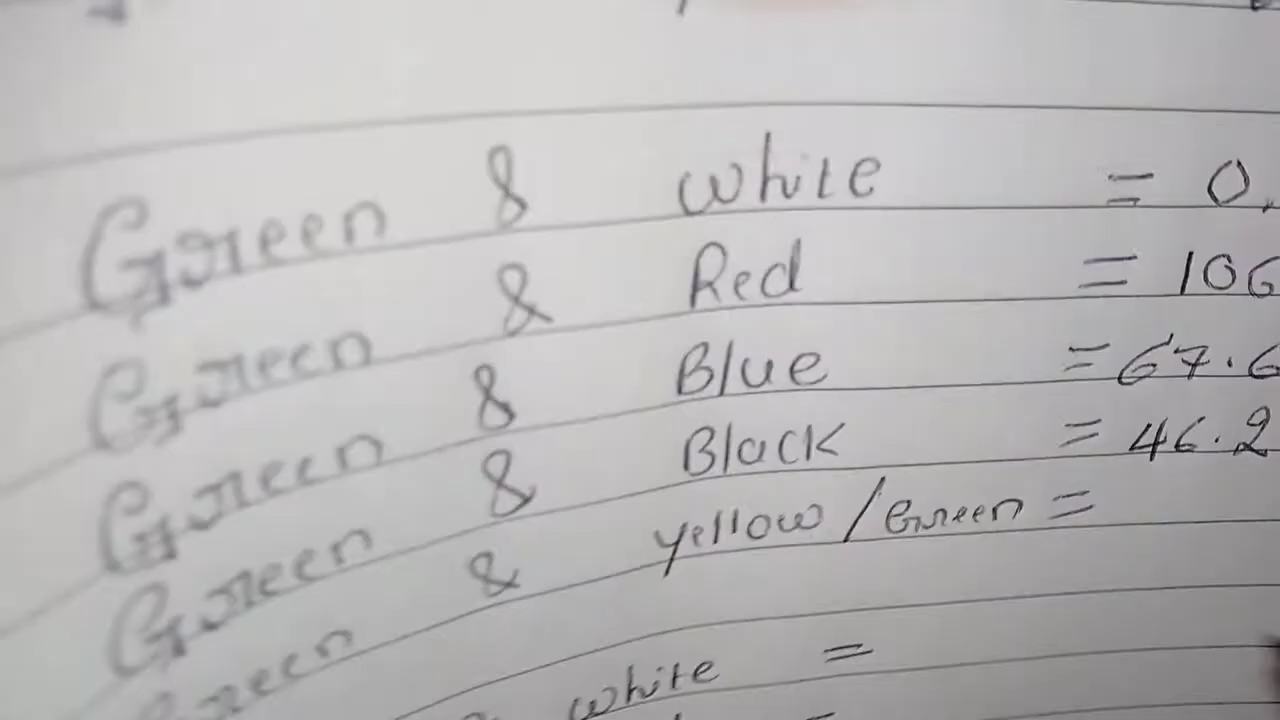 Green & white = 0.
Green & Red = 106
Green & Blue = 67.6
Green & Black = 46.2
Green & yellow/Green =
white =